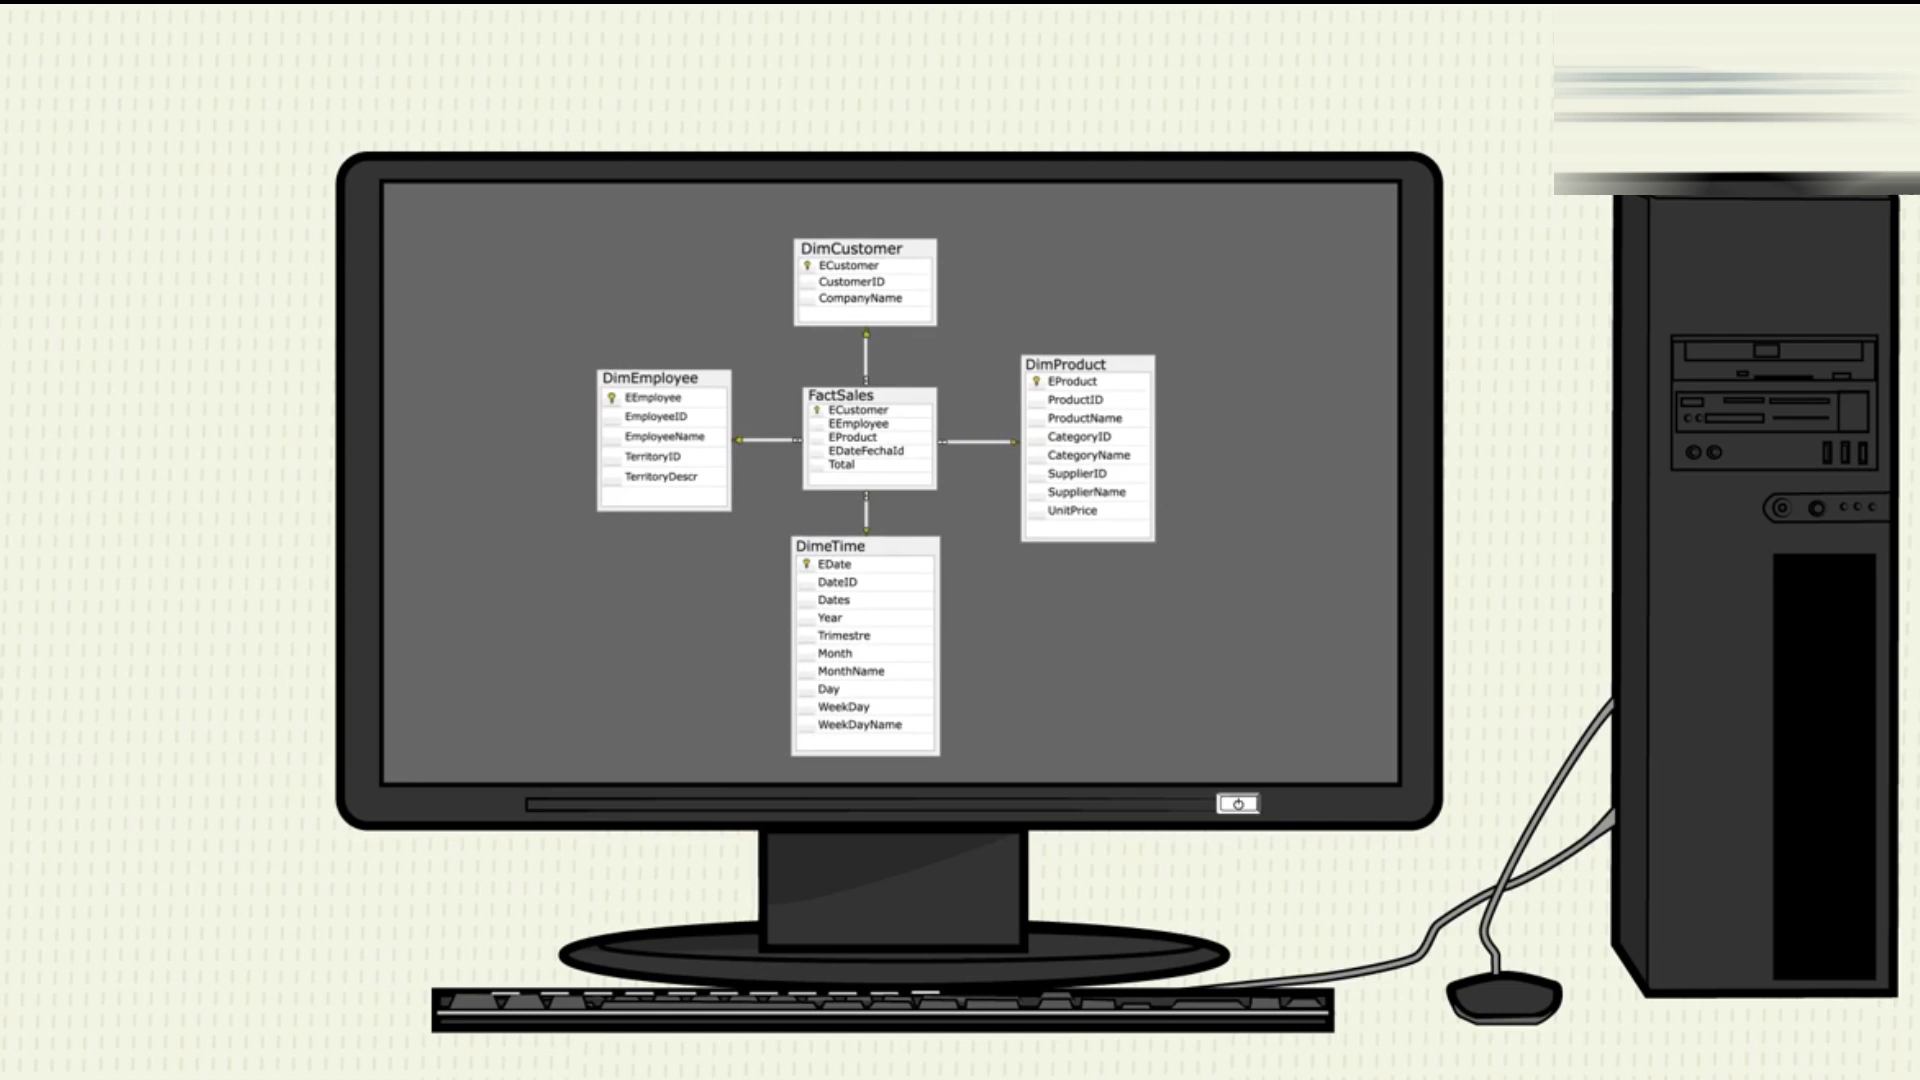 DimCustomer
ECustomer
CustomerID
CompanyName
DimEmployee
EEmployee
EmployeeID
EmployeeName
TerritoryID
TerritoryDescr
FactSales
ECustomer
EEmployee
EProduct
EDateFechaId
Total
DimProduct
EProduct
ProductID
ProductName
CategoryID
CategoryName
SupplierID
SupplierName
UnitPrice
DimeTime
EDate
DateID
Dates
Year
Trimestre
Month
MonthName
Day
WeekDay
WeekDayName